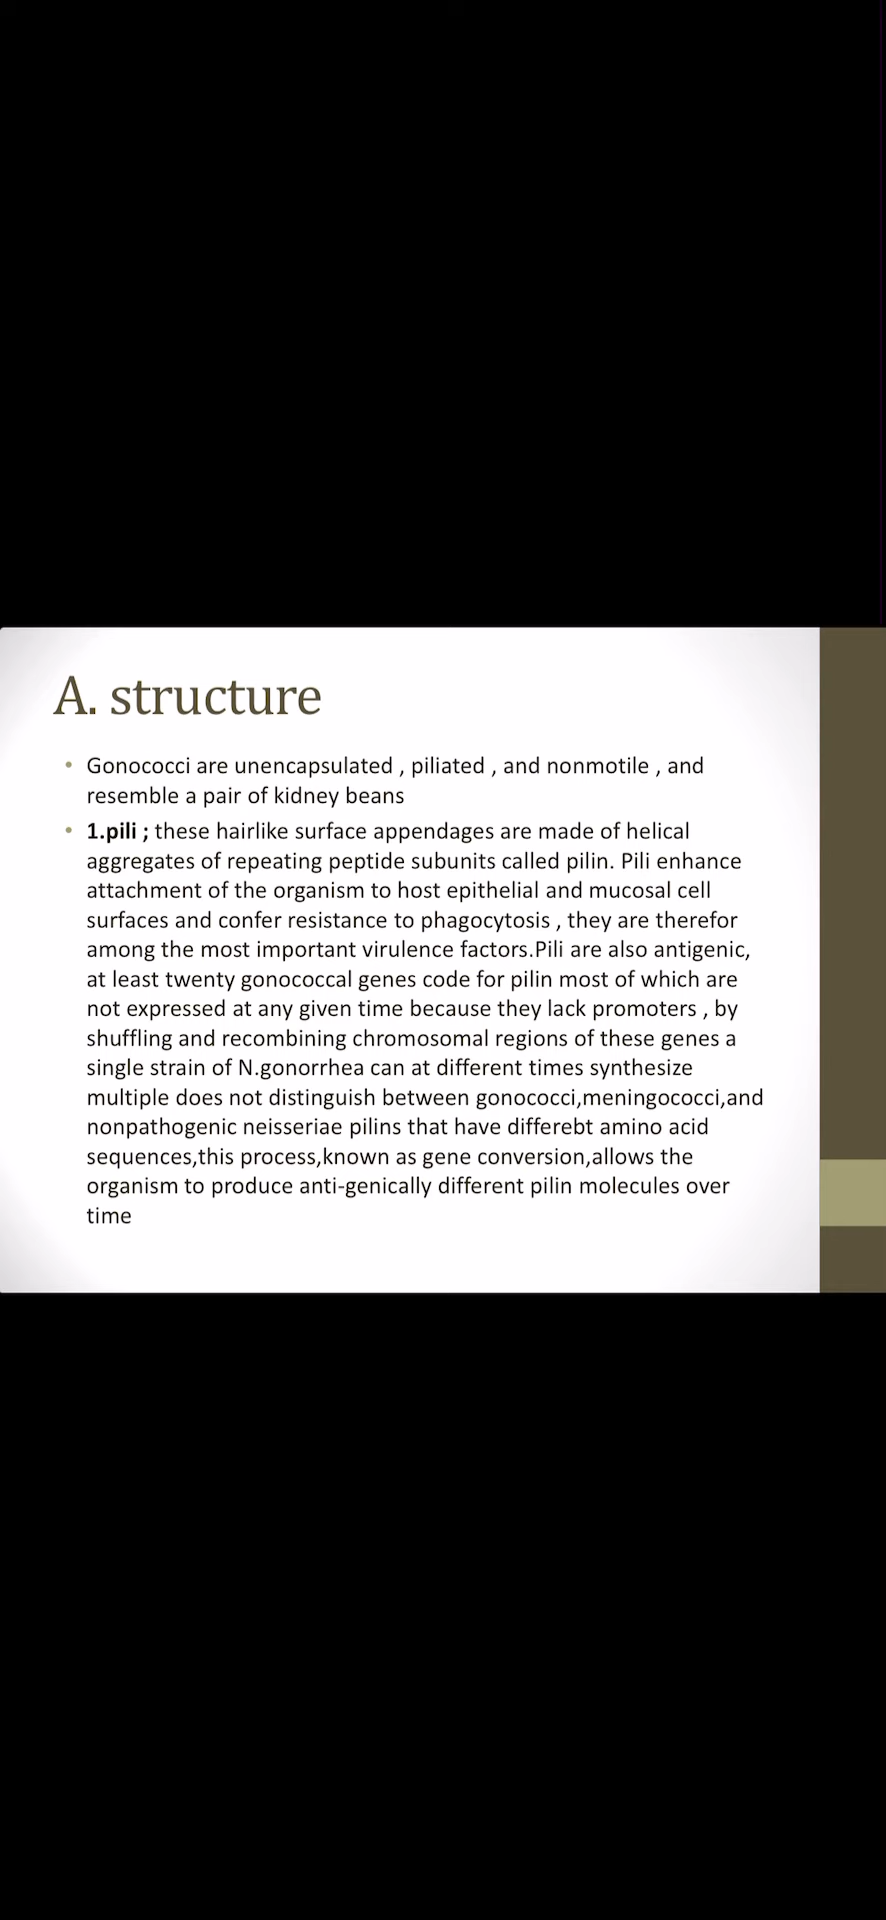 A. structure
• Gonococci are unencapsulated , piliated , and nonmotile , and
resemble a pair of kidney beans
• 1.pili ; these hairlike surface appendages are made of helical
aggregates of repeating peptide subunits called pilin. Pili enhance
attachment of the organism to host epithelial and mucosal cell
surfaces and confer resistance to phagocytosis , they are therefor
among the most important virulence factors.Pili are also antigenic,
at least twenty gonococcal genes code for pilin most of which are
not expressed at any given time because they lack promoters , by
shuffling and recombining chromosomal regions of these genes a
single strain of N.gonorrhea can at different times synthesize
multiple does not distinguish between gonococci,meningococci,and
nonpathogenic neisseriae pilins that have differebt amino acid
sequences,this process,known as gene conversion,allows the
organism to produce anti-genically different pilin molecules over
time